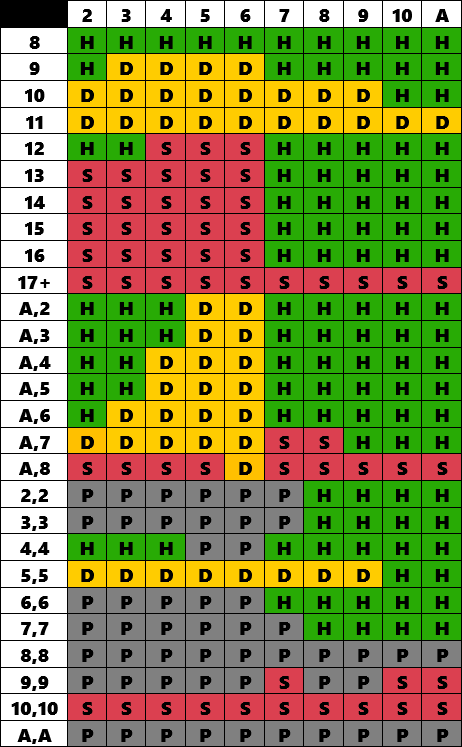 2 3 4 5 6 7 8 9 10 A
8 H H H H H H H H H H
9 H D D D D H H H H H
10 D D D D D D D D H H
11 D D D D D D D D D D
12 H H S S S H H H H H
13 S S S S S H H H H H
14 S S S S S H H H H H
15 S S S S S H H H H H
16 S S S S S H H H H H
17+ S S S S S S S S S S
A,2 H H H D D H H H H H
A,3 H H H D D H H H H H
A,4 H H D D D H H H H H
A,5 H H D D D H H H H H
A,6 H D D D D H H H H H
A,7 D D D D D S S H H H
A,8 S S S S D S S S S S
2,2 P P P P P P H H H H
3,3 P P P P P P H H H H
4,4 H H H P P H H H H H
5,5 D D D D D D D D H H
6,6 P P P P P H H H H H
7,7 P P P P P P H H H H
8,8 P P P P P P P P P P
9,9 P P P P P S P P S S
10,10 S S S S S S S S S S
A,A P P P P P P P P P P